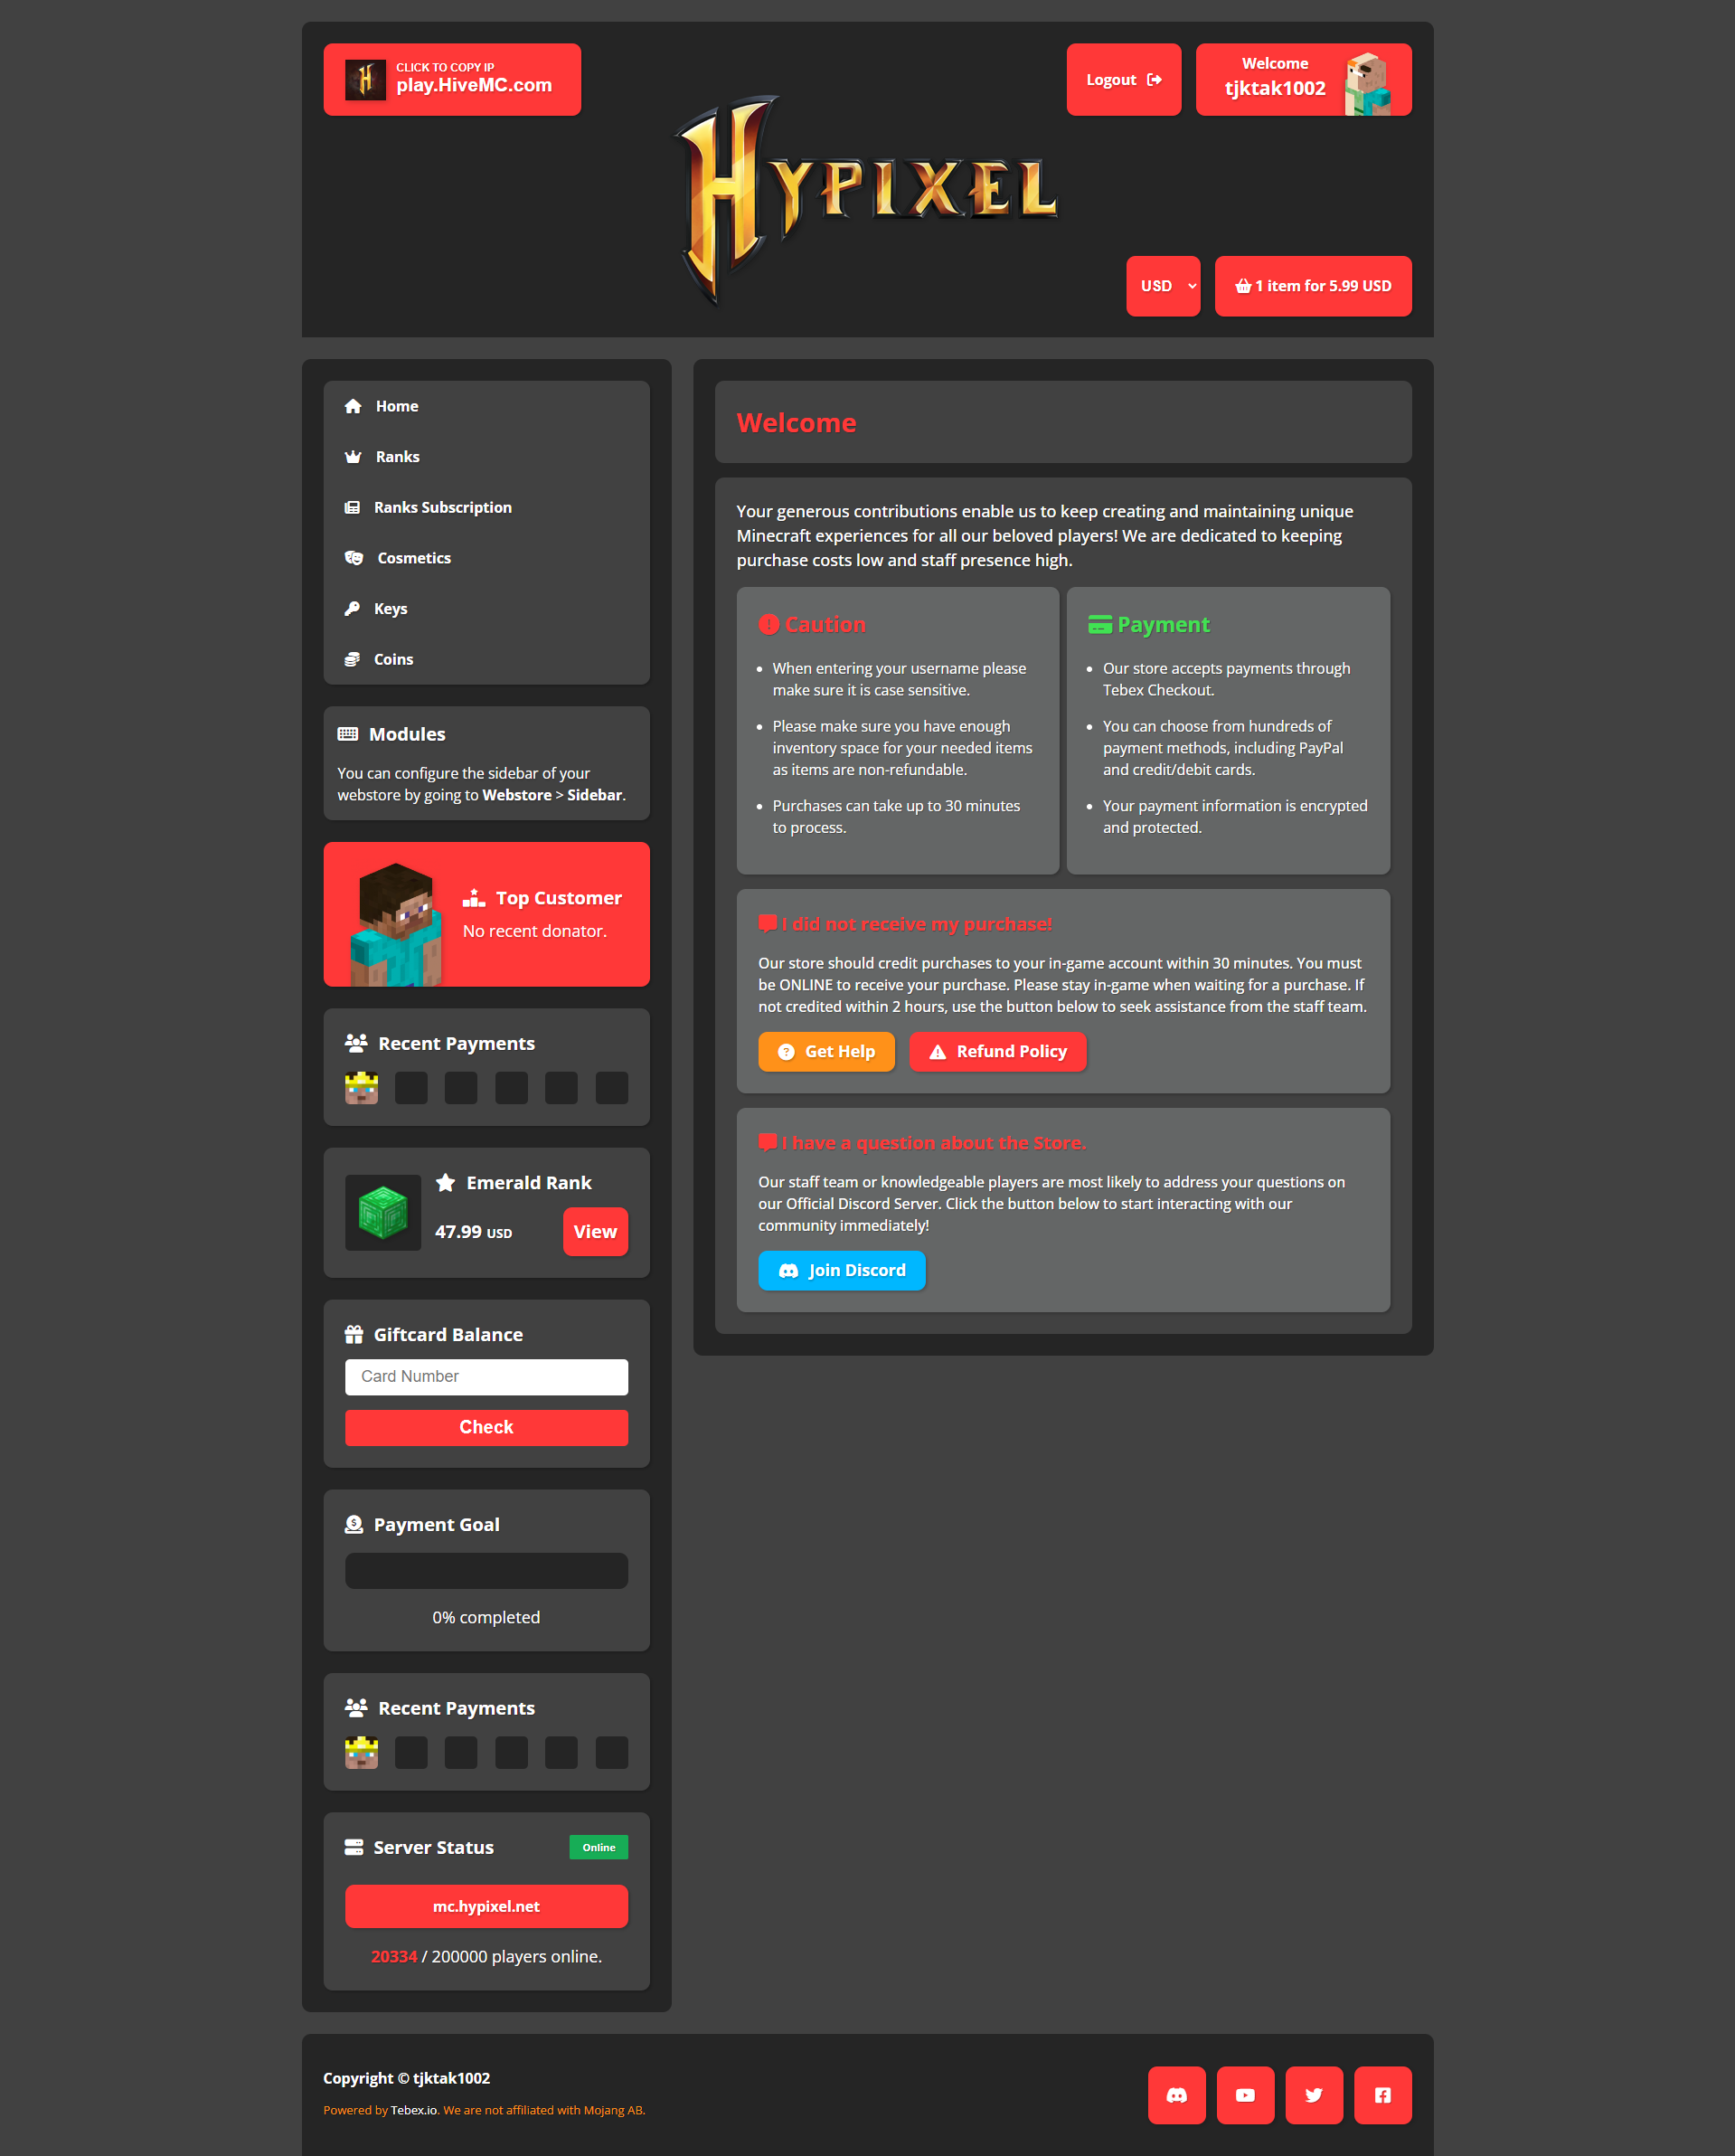 CLICK TO COPY IP
play.HiveMC.com
Logout
Welcome
tjktak1002
HYPIXEL
USD
1 item for 5.99 USD
Home
Ranks
Ranks Subscription
Cosmetics
Keys
Coins
Modules
You can configure the sidebar of your
webstore by going to Webstore > Sidebar.
Top Customer
No recent donator.
Recent Payments
Emerald Rank
47.99 USD
View
Giftcard Balance
Card Number
Check
Payment Goal
0% completed
Recent Payments
Server Status
Online
mc.hypixel.net
20334 / 200000 players online.
Welcome
Your generous contributions enable us to keep creating and maintaining unique
Minecraft experiences for all our beloved players! We are dedicated to keeping
purchase costs low and staff presence high.
Caution
• When entering your username please
make sure it is case sensitive.
• Please make sure you have enough
inventory space for your needed items
as items are non-refundable.
• Purchases can take up to 30 minutes
to process.
Payment
• Our store accepts payments through
Tebex Checkout.
• You can choose from hundreds of
payment methods, including PayPal
and credit/debit cards.
• Your payment information is encrypted
and protected.
I did not receive my purchase!
Our store should credit purchases to your in-game account within 30 minutes. You must
be ONLINE to receive your purchase. Please stay in-game when waiting for a purchase. If
not credited within 2 hours, use the button below to seek assistance from the staff team.
Get Help
Refund Policy
I have a question about the Store.
Our staff team or knowledgeable players are most likely to address your questions on
our Official Discord Server. Click the button below to start interacting with our
community immediately!
Join Discord
Copyright © tjktak1002
Powered by Tebex.io. We are not affiliated with Mojang AB.